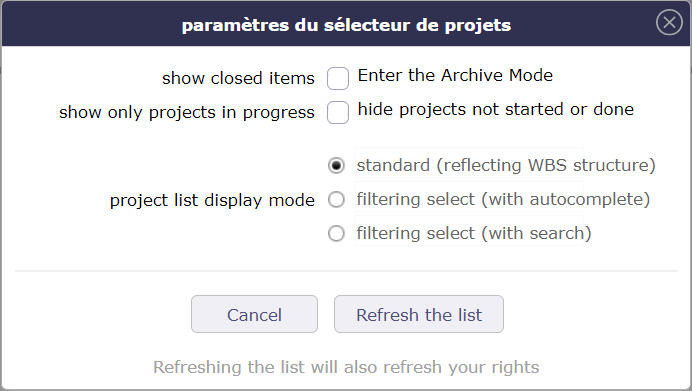 paramètres du sélecteur de projets
show closed items Enter the Archive Mode
show only projects in progress hide projects not started or done
standard (reflecting WBS structure)
project list display mode filtering select (with autocomplete)
filtering select (with search)
Cancel Refresh the list
Refreshing the list will also refresh your rights